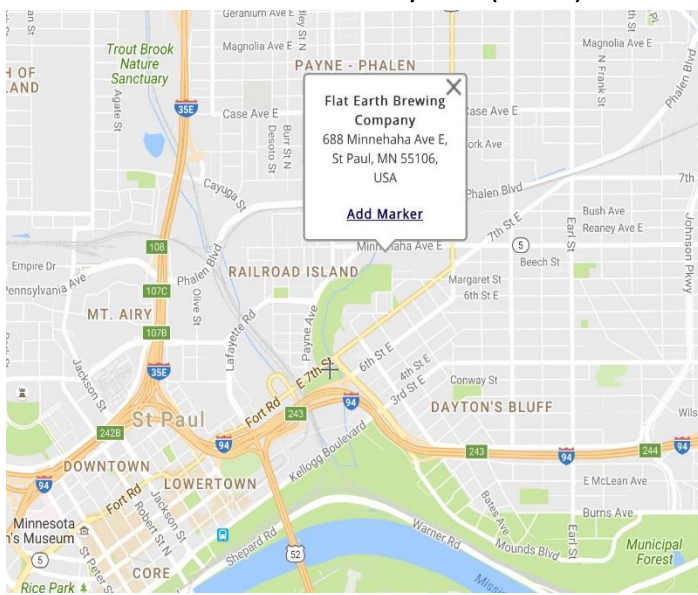 Geranium Ave E
Magnolia Ave E
Magnolia Ave E
Trout Brook
Nature
Sanctuary
PAYNE - PHALEN
N Frank St
Phalen Blvd
Pl
H OF
AND
Agate St
35E
Case Ave E
Desoto St
Burr St N
Flat Earth Brewing
Company
688 Minnehaha Ave E,
St Paul, MN 55106,
USA
Add Marker
Case Ave E
ork Ave
Cayuga St
Phalen Blvd
7th
7th St E
Bush Ave
Reaney Ave E
Minnehaha Ave E
5
Beech St
Earl St
Johnson Pkwy
108
Phalen Blvd
Empire Dr
Pennsylvania Ave
RAILROAD ISLAND
107C
Olive St
Margaret St
6th St E
MT. AIRY
107B
Lafayette Rd
Payne Ave
E 7th St
6th St E
4th St E
3rd St E
Conway St
35E
Jackson St
Fort Rd
94
St Paul
243
DAYTON'S BLUFF
Wils
242B
94
Kellogg Boulevard
243
94
244
DOWNTOWN
94
LOWERTOWN
Fort Rd
Robert St N
Jackson St
E McLean Ave
Bates Ave
Burns Ave
Minnesota
n's Museum
Shepard Rd
Warner Rd
Mounds Blvd
Earl St
Municipal
Forest
5
St Peter St
CORE
52
Rice Park
Missi